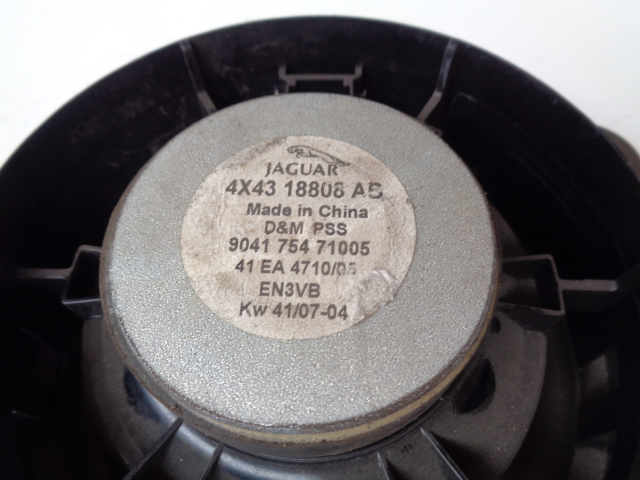 JAGUAR
4X43 18808 AB
Made in China
D&M PSS
9041 754 71005
41 EA 4710/05
EN3VB
Kw 41/07-04